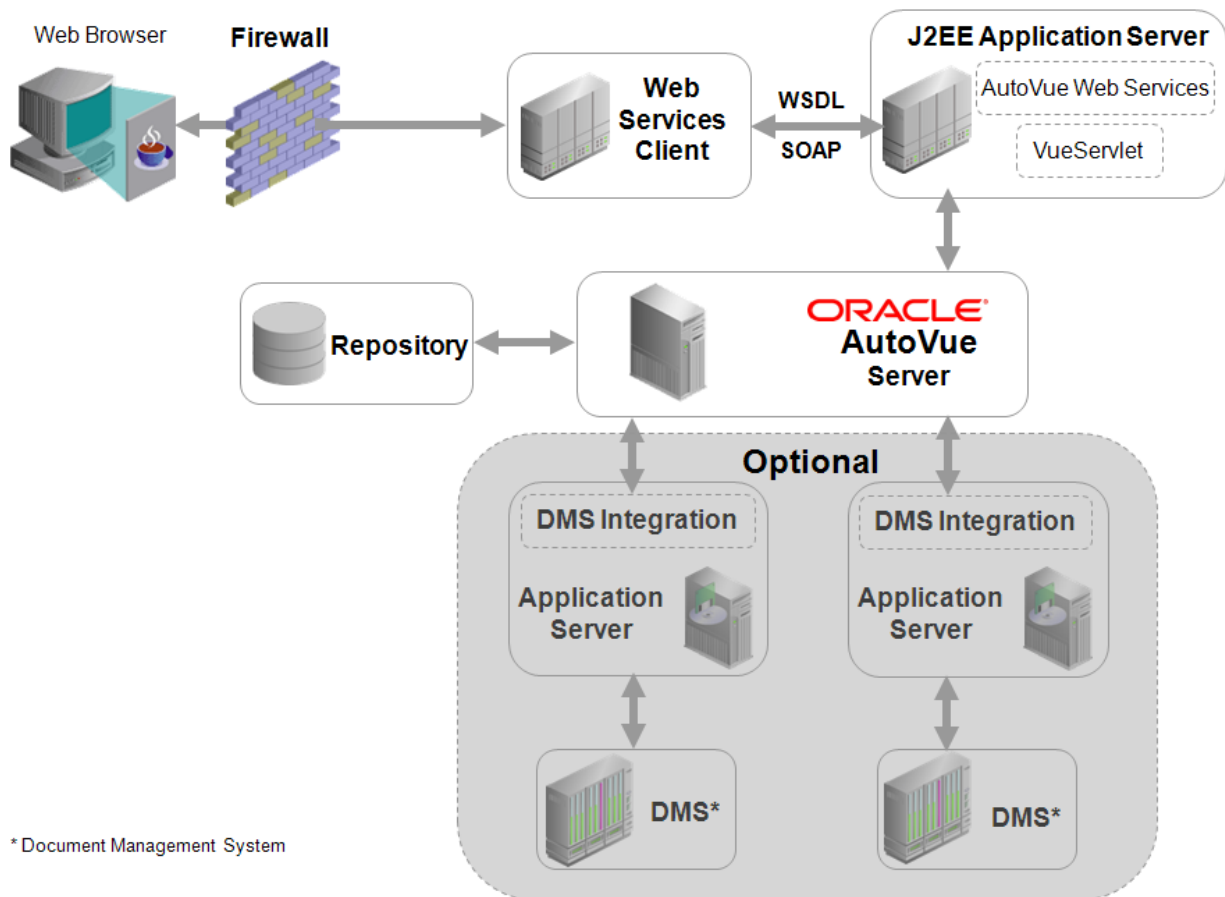 Web Browser
Firewall
J2EE Application Server
AutoVue Web Services
VueServlet
Web
Services
Client
WSDL
SOAP
Repository
ORACLE®
AutoVue
Server
Optional
DMS Integration
Application
Server
DMS*
DMS Integration
Application
Server
DMS*
* Document Management System